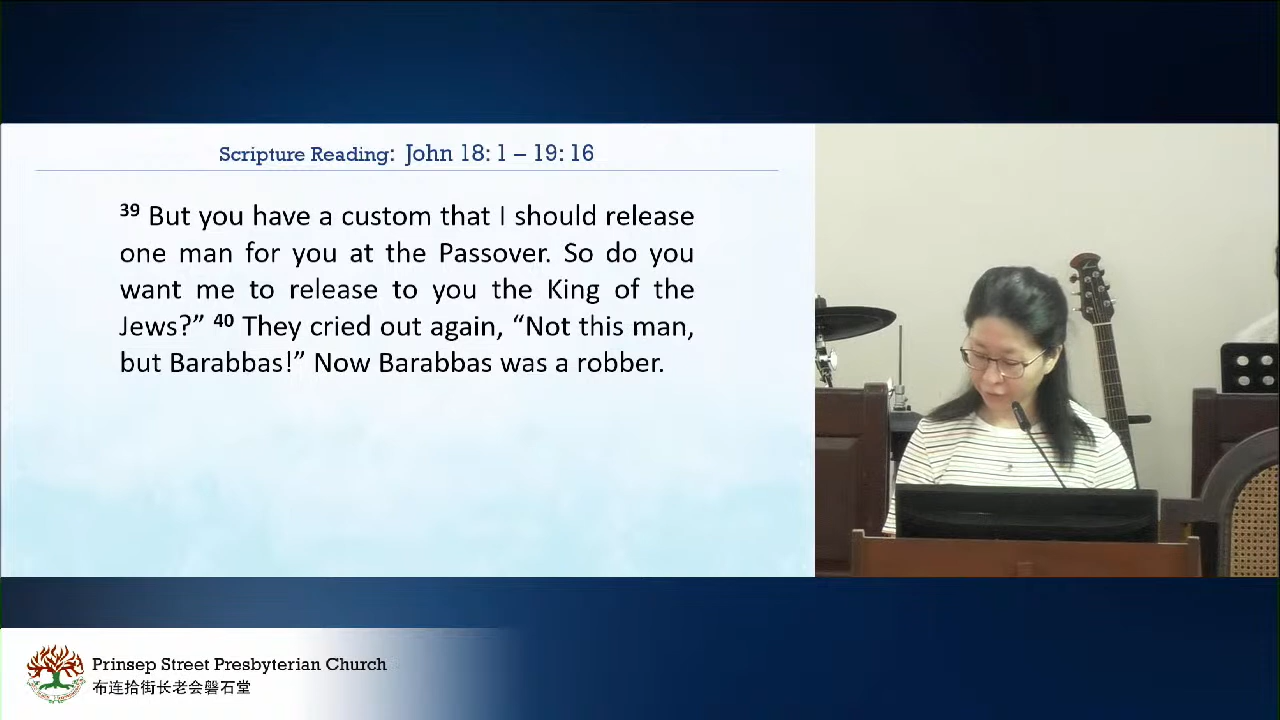 Scripture Reading: John 18: 1 – 19: 16
39 But you have a custom that I should release
one man for you at the Passover. So do you
want me to release to you the King of the
Jews?” 40 They cried out again, “Not this man,
but Barabbas!” Now Barabbas was a robber.
Prinsep Street Presbyterian Church
布连拾街长老会磐石堂